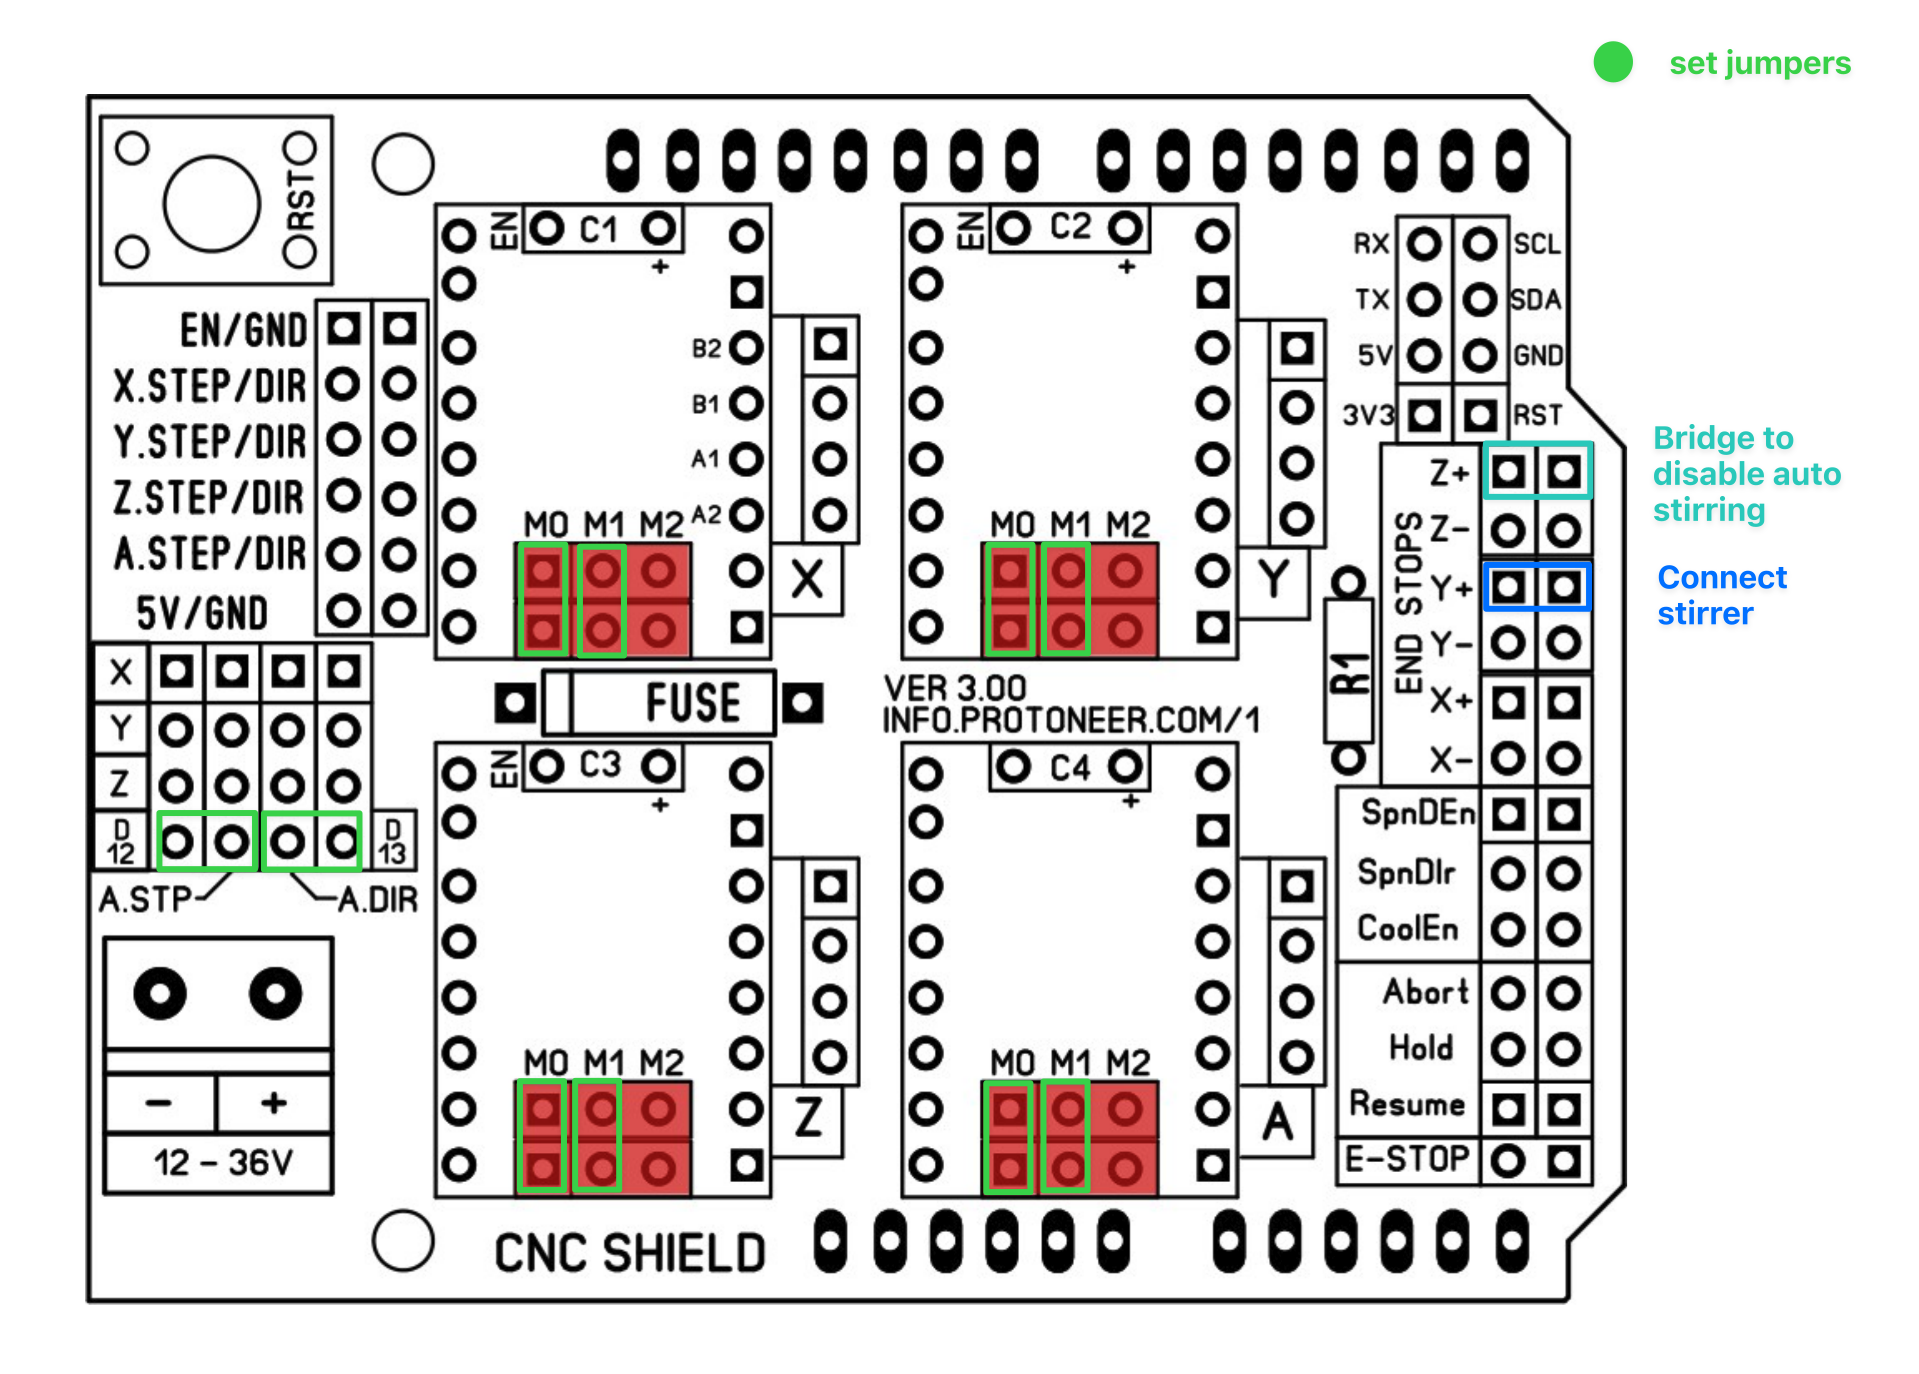 set jumpers
RST
EN
C1
+
EN
C2
+
RX
SCL
TX
SDA
5V
GND
3V3
RST
EN/GND
X.STEP/DIR
Y.STEP/DIR
Z.STEP/DIR
A.STEP/DIR
5V/GND
B2
B1
A1
A2
M0 M1 M2
X
M0 M1 M2
Y
Bridge to
disable auto
stirring
Connect
stirrer
END STOPS
Z+
Z-
Y+
Y-
X+
X-
R1
X
Y
Z
D
12
D
13
A.STP
A.DIR
FUSE
VER 3.00
INFO.PROTONEER.COM/1
EN
C3
+
C4
+
SpnDEn
SpnDIr
CoolEn
Abort
Hold
Resume
E-STOP
- +
12 - 36V
M0 M1 M2
Z
M0 M1 M2
A
CNC SHIELD